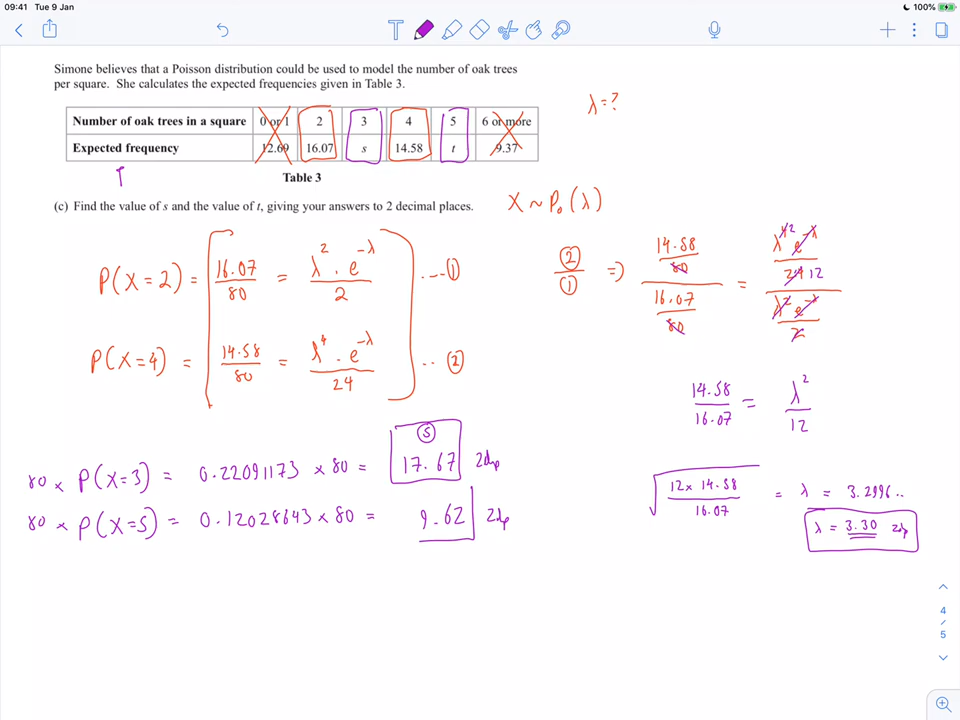 09:41 Tue 9 Jan
100%
Simone believes that a Poisson distribution could be used to model the number of oak trees
per square. She calculates the expected frequencies given in Table 3.
λ = ?
Number of oak trees in a square 0 or 1 2 3 4 5 6 or more
Expected frequency 12.69 16.07 s 14.58 t 9.37
Table 3
(c) Find the value of s and the value of t, giving your answers to 2 decimal places.
X ~ Po (λ)
P(X=2) = 16.07/80 = λ² · e^-λ / 2 ---①
P(X=4) = 14.58/80 = λ⁴ · e^-λ / 24 -- ②
②/① => (14.58/80) / (16.07/80) = (λ⁴2 e^-λ / 24 12) / (λ² e^-λ / 2)
14.58/16.07 = λ²/12
√(12 × 14.58 / 16.07) = λ = 3.2996..
λ = 3.30 2dp
80 × P(X=3) = 0.22091173 × 80 = 17.67 2dp
Ⓢ
80 × P(X=5) = 0.12028643 × 80 = 9.62 2dp
4
/
5